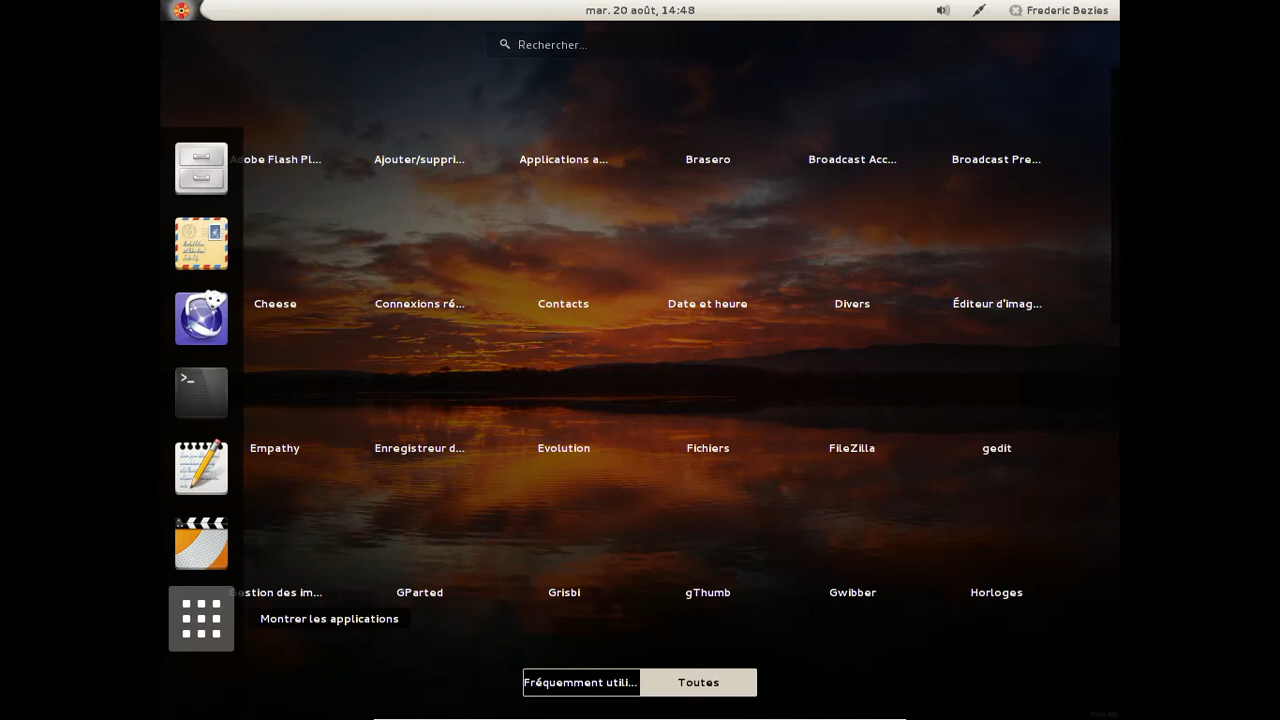 mar. 20 août, 14:48
Frederic Bezies
Rechercher...
Adobe Flash Pl... Ajouter/suppri... Applications a... Brasero Broadcast Acc... Broadcast Pre...
Cheese Connexions ré... Contacts Date et heure Divers Éditeur d'imag...
>_
Empathy Enregistreur d... Evolution Fichiers FileZilla gedit
Gestion des im... GParted Grisbi gThumb Gwibber Horloges
Montrer les applications
Fréquemment utili... Toutes